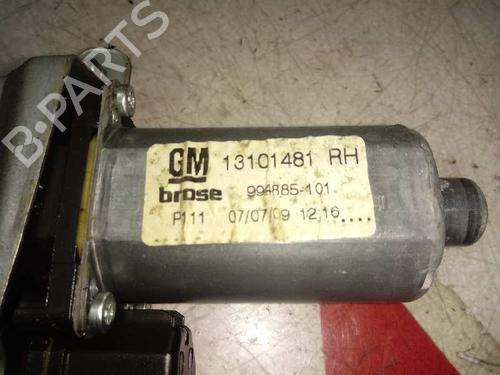 B-PARTS
GM 13101481 RH
brose 994885-101
P111 07/07/09 12,16....